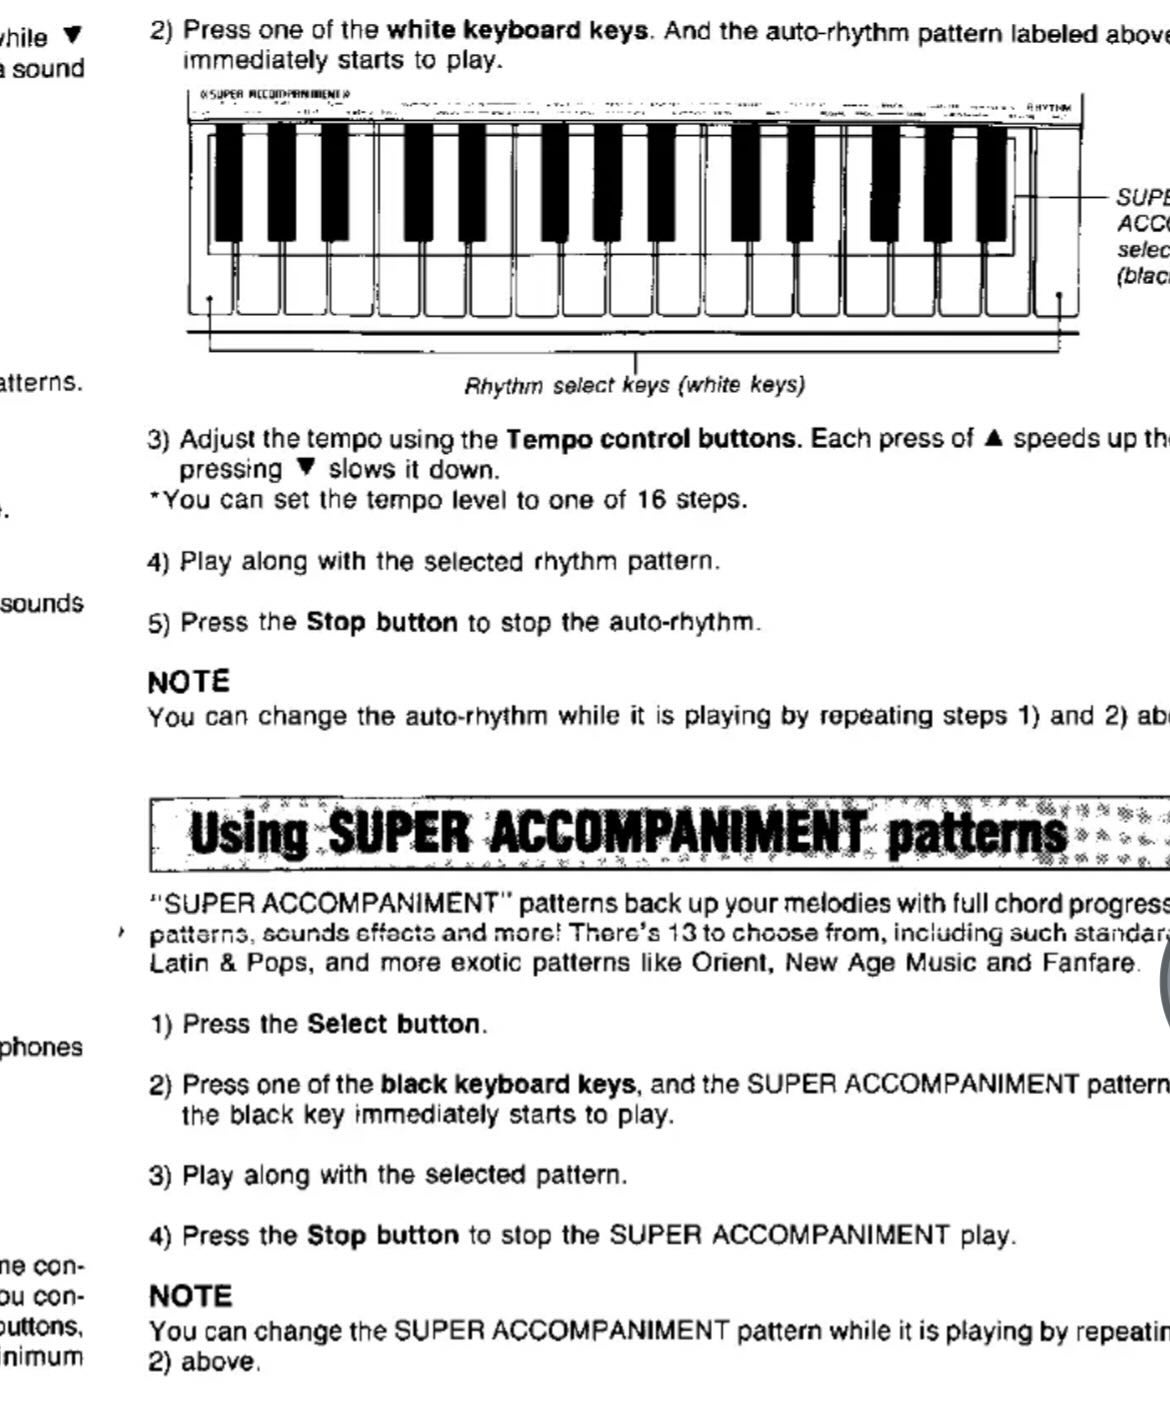 while ▼
a sound
atterns.
e.
sounds
phones
me con-
ou con-
buttons,
inimum
2) Press one of the white keyboard keys. And the auto-rhythm pattern labeled above
immediately starts to play.
«SUPER ACCOMPANIMENT»
RHYTHM
SUPE
ACCO
selec
(blac
Rhythm select keys (white keys)
3) Adjust the tempo using the Tempo control buttons. Each press of ▲ speeds up the
pressing ▼ slows it down.
*You can set the tempo level to one of 16 steps.
4) Play along with the selected rhythm pattern.
5) Press the Stop button to stop the auto-rhythm.
NOTE
You can change the auto-rhythm while it is playing by repeating steps 1) and 2) abo
Using SUPER ACCOMPANIMENT patterns
"SUPER ACCOMPANIMENT" patterns back up your melodies with full chord progress
patterns, sounds effects and more! There's 13 to choose from, including such standar
Latin & Pops, and more exotic patterns like Orient, New Age Music and Fanfare.
1) Press the Select button.
2) Press one of the black keyboard keys, and the SUPER ACCOMPANIMENT pattern
the black key immediately starts to play.
3) Play along with the selected pattern.
4) Press the Stop button to stop the SUPER ACCOMPANIMENT play.
NOTE
You can change the SUPER ACCOMPANIMENT pattern while it is playing by repeatin
2) above.